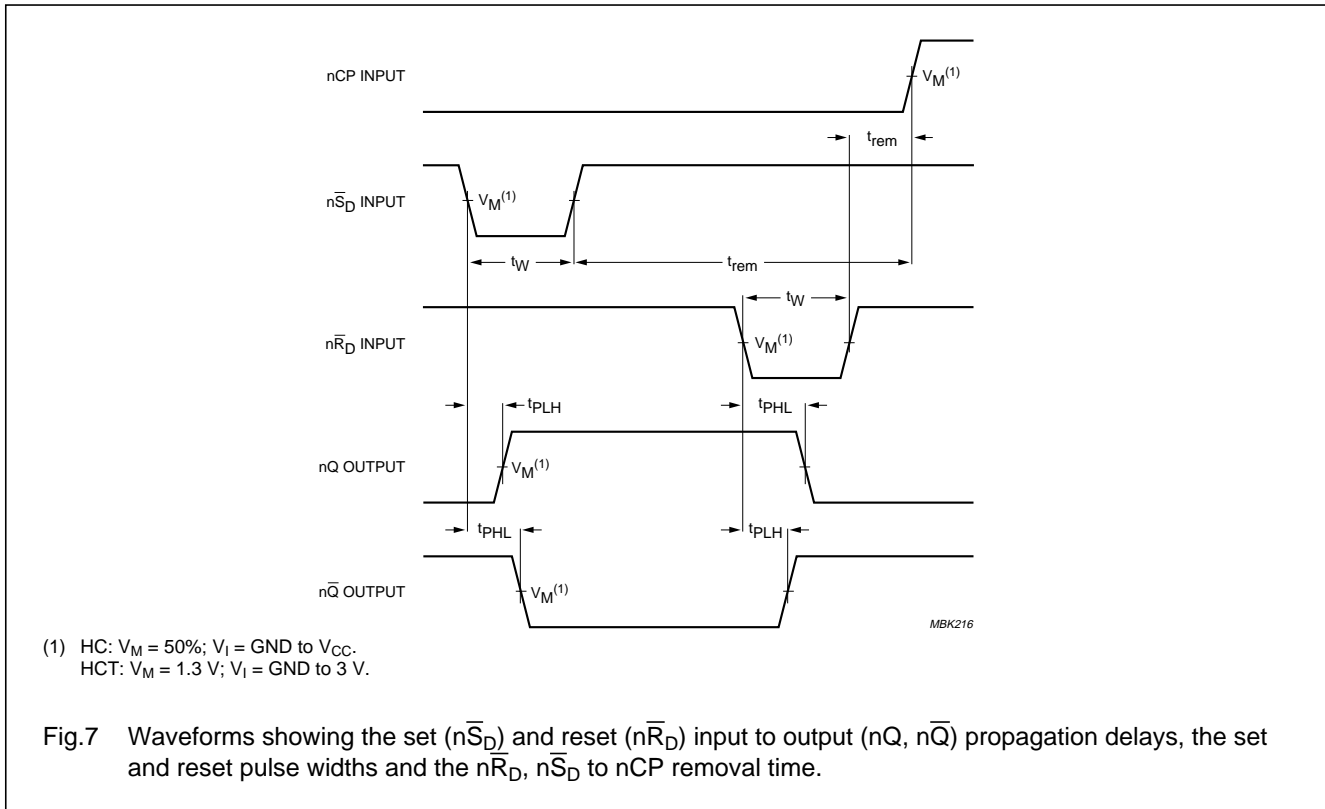 nCP INPUT
VM(1)
trem
nS̅D INPUT
VM(1)
tW
trem
tW
nR̅D INPUT
VM(1)
tPLH
tPHL
nQ OUTPUT
VM(1)
tPHL
tPLH
nQ̅ OUTPUT
VM(1)
MBK216
(1) HC: VM = 50%; VI = GND to VCC.
HCT: VM = 1.3 V; VI = GND to 3 V.
Fig.7 Waveforms showing the set (nS̅D) and reset (nR̅D) input to output (nQ, nQ̅) propagation delays, the set
and reset pulse widths and the nR̅D, nS̅D to nCP removal time.